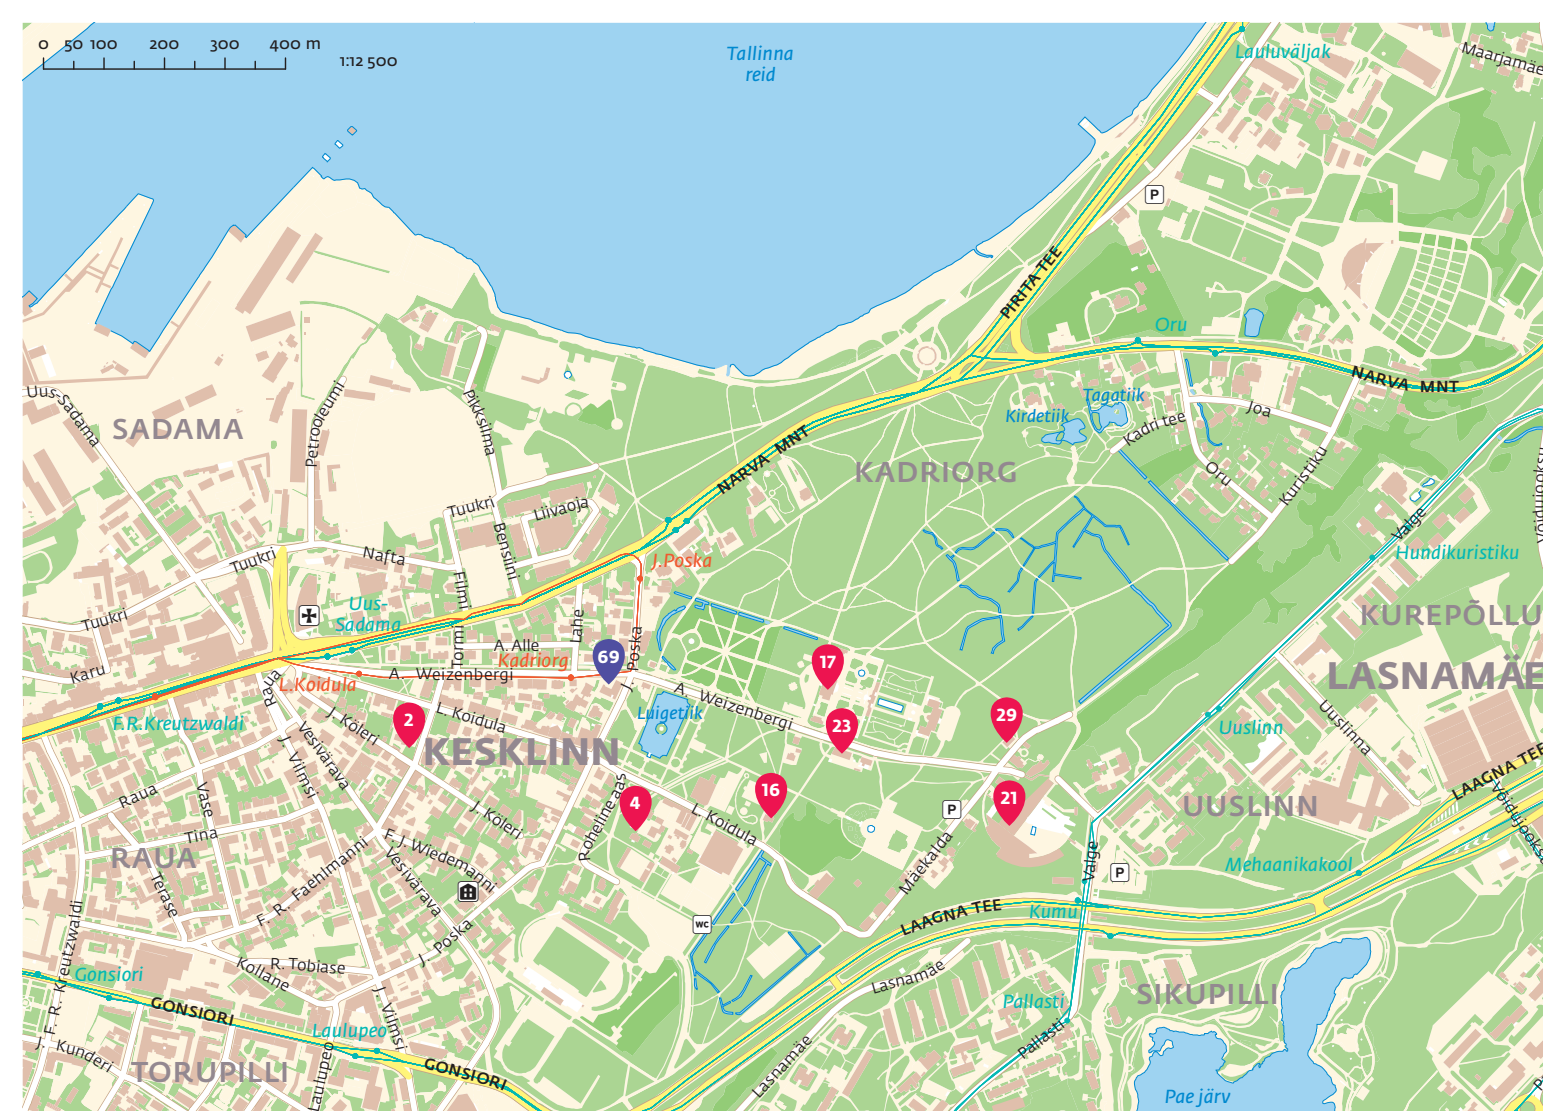 0 50 100 200 300 400 m
1:12 500
Tallinna
reid
Lauluväljak
Maarjamäe
P
PIRITA TEE
Oru
NARVA MNT
Uus-Sadama
SADAMA
Petrooleumi
Pikksilma
Kirdetiik
Tagatiik
Kadri tee
Joa
Oru
Kuristiku
NARVA MNT
KADRIORG
Tuukri
Liivaoja
Bensiini
Valge
Hundikuristiku
Võidujooksu
Tuukri
Nafta
Filmi
J.Poska
Tuukri
Uus-
Sadama
KUREPÕLLU
Karu
Tormi
A. Alle
Lahe
J. Poska
Kadriorg
69
17
LASNAMÄE
A. Weizenbergi
L.Koidula
Raua
F.R.Kreutzwaldi
2
L. Koidula
Luigetiik
A. Weizenbergi
23
29
Uuslinn
Uuslinna
J. Köleri
Vesivärava
J. Vilmsi
KESKLINN
Raua
Vase
16
4
P
21
UUSLINN
LAAGNA TEE
Võidujooksu
J. Köleri
Roheline aas
L. Koidula
Tina
RAUA
F. J. Wiedemanni
Mäekalda
Valge
P
Mehaanikakool
Terase
F. R. Faehlmanni
Vesivärava
WC
LAAGNA TEE
Kumu
F. R. Kreutzwaldi
J. Poska
R. Tobiase
Kollane
Gonsiori
Lasnamäe
SIKUPILLI
GONSIORI
J. Vilmsi
Pallasti
Laulupeo
J. Kunderi
TORUPILLI
Laulupeo
GONSIORI
Lasnamäe
Pallasti
Pae järv